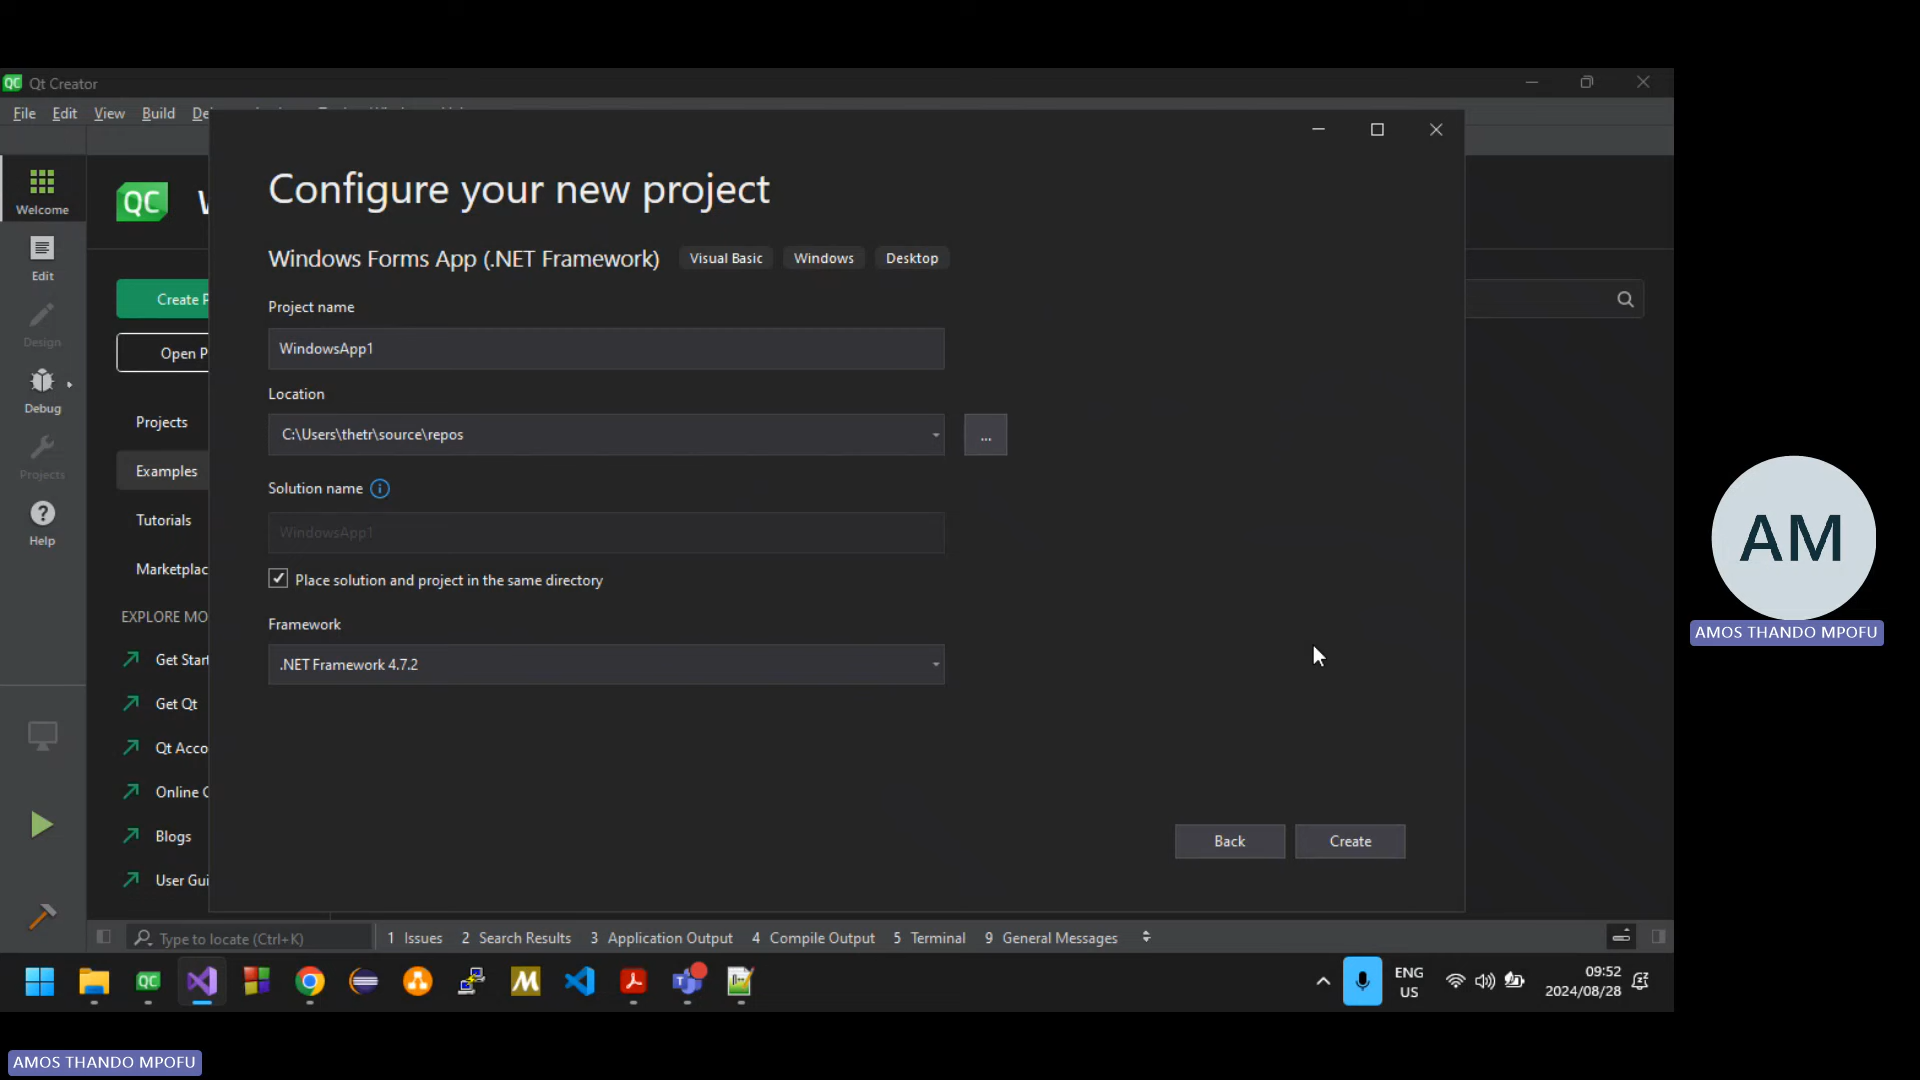 QC Qt Creator
File Edit View Build De
Welcome
Edit
Design
Debug
Projects
Help
QC
Create P
Open P
Projects
Examples
Tutorials
Marketplac
EXPLORE MO
Get Start
Get Qt
Qt Acco
Online C
Blogs
User Gui
Configure your new project
Windows Forms App (.NET Framework) Visual Basic Windows Desktop
Project name
WindowsApp1
Location
C:\Users\thetr\source\repos
...
Solution name
WindowsApp1
Place solution and project in the same directory
Framework
.NET Framework 4.7.2
Back Create
Type to locate (Ctrl+K) 1 Issues 2 Search Results 3 Application Output 4 Compile Output 5 Terminal 9 General Messages
QC
ENG
US
09:52
2024/08/28
AM
AMOS THANDO MPOFU
AMOS THANDO MPOFU